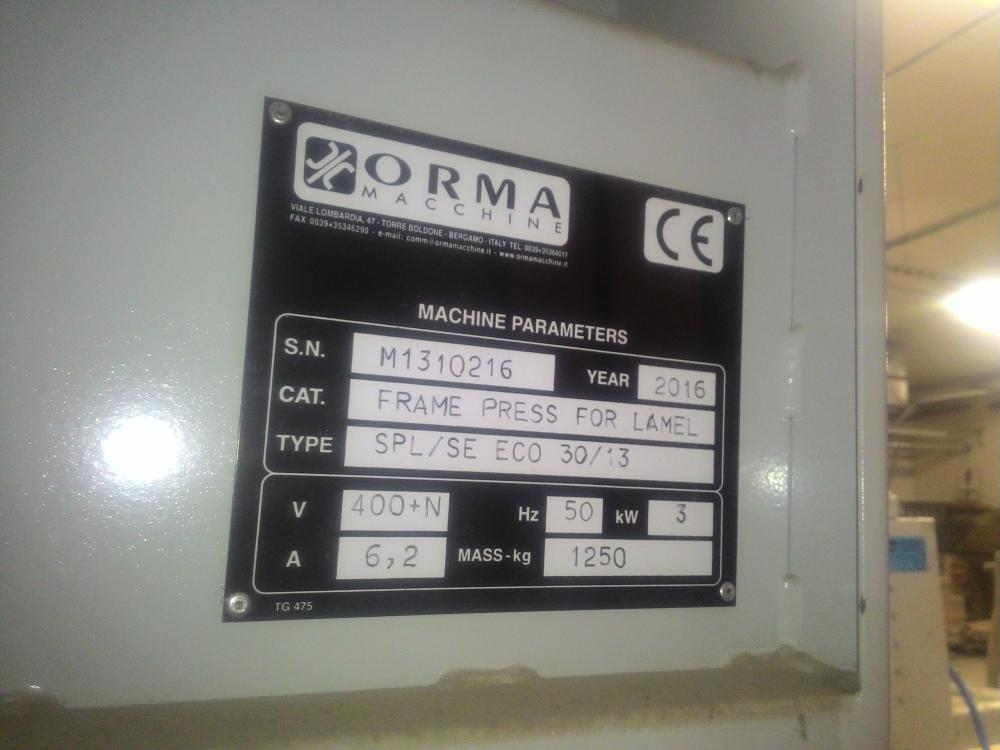 ORMA
MACCHINE
VIALE LOMBARDIA, 47 - TORRE BOLDONE - BERGAMO - ITALY TEL 0039+35364011
FAX 0039+35346290 - e-mail: comm@ormamacchine.it - www.ormamacchine.it
CE
MACHINE PARAMETERS
S.N. M1310216 YEAR 2016
CAT. FRAME PRESS FOR LAMEL
TYPE SPL/SE ECO 30/13
V 400+N Hz 50 kW 3
A 6,2 MASS-kg 1250
TG 475